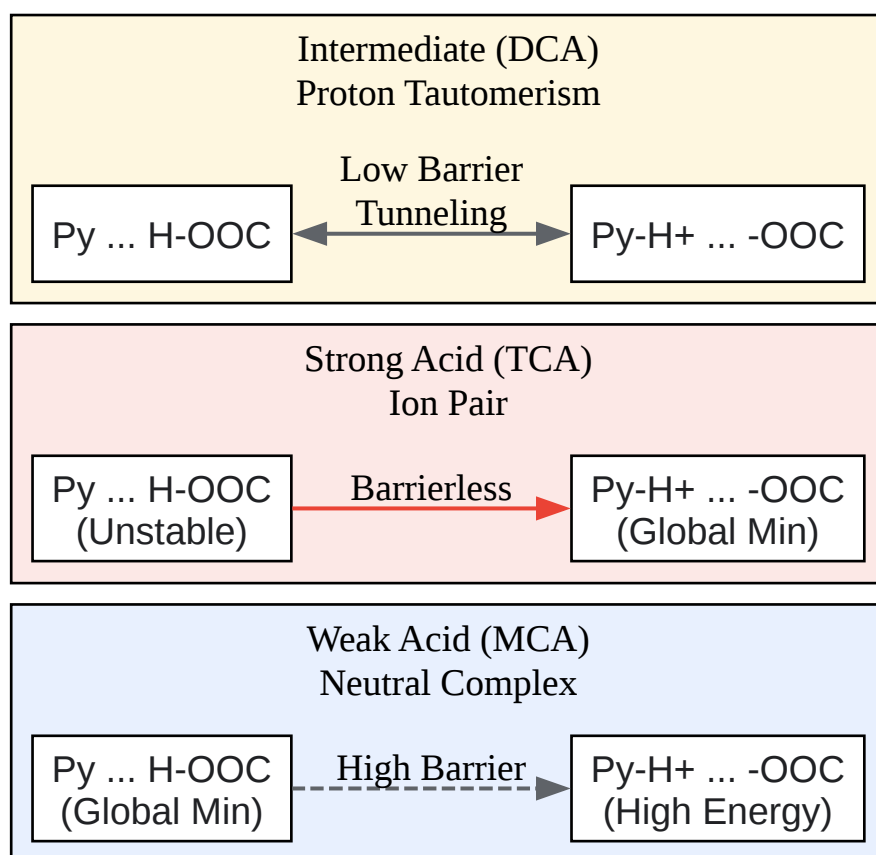 Intermediate (DCA)
Proton Tautomerism
Low Barrier
Tunneling
Py ... H-OOC
Py-H+ ... -OOC
Strong Acid (TCA)
Ion Pair
Py ... H-OOC
(Unstable)
Barrierless
Py-H+ ... -OOC
(Global Min)
Weak Acid (MCA)
Neutral Complex
Py ... H-OOC
(Global Min)
High Barrier
Py-H+ ... -OOC
(High Energy)